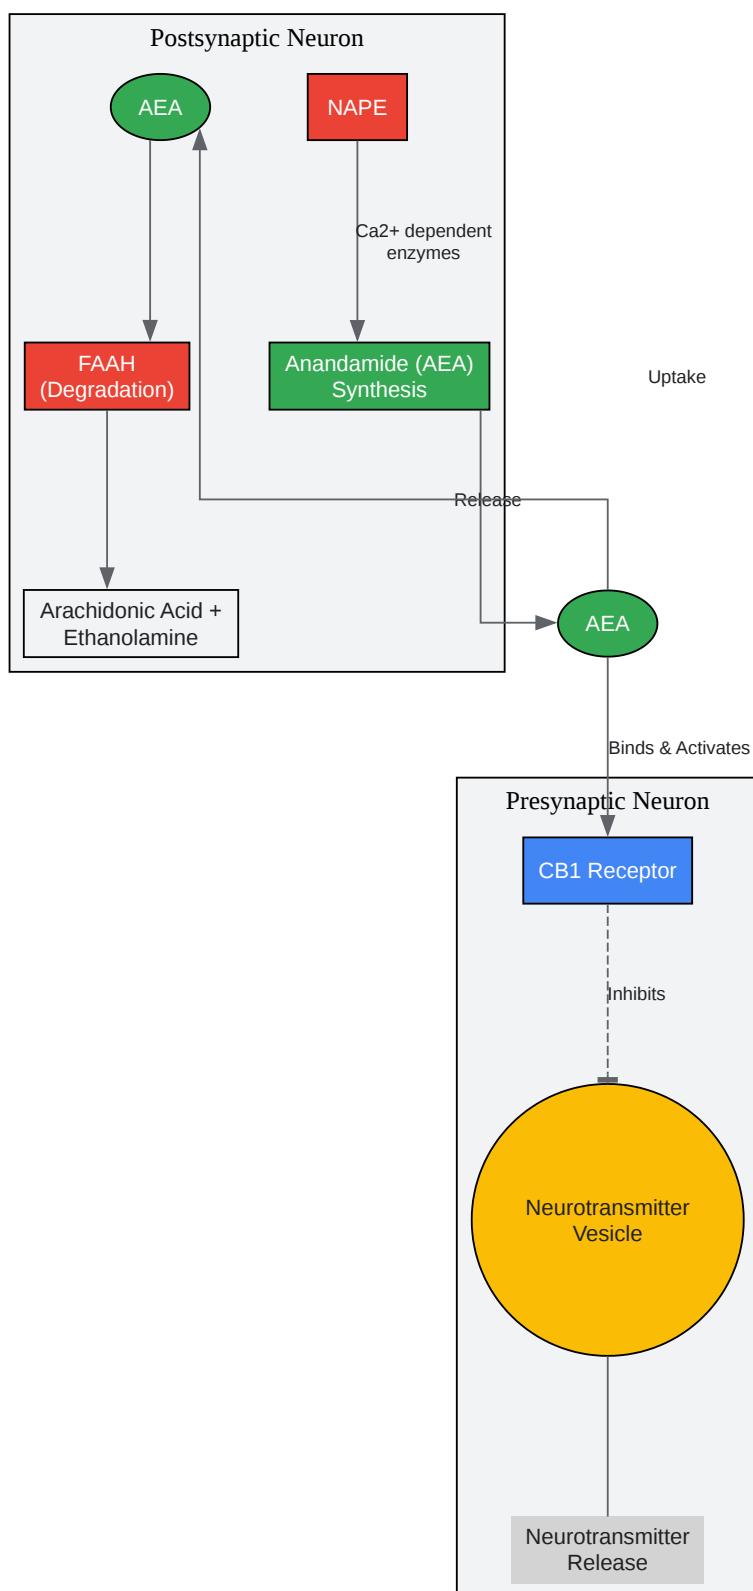 Postsynaptic Neuron
AEA
NAPE
Ca2+ dependent
enzymes
FAAH
(Degradation)
Anandamide (AEA)
Synthesis
Uptake
Release
Arachidonic Acid +
Ethanolamine
AEA
Binds & Activates
Presynaptic Neuron
CB1 Receptor
Inhibits
Neurotransmitter
Vesicle
Neurotransmitter
Release